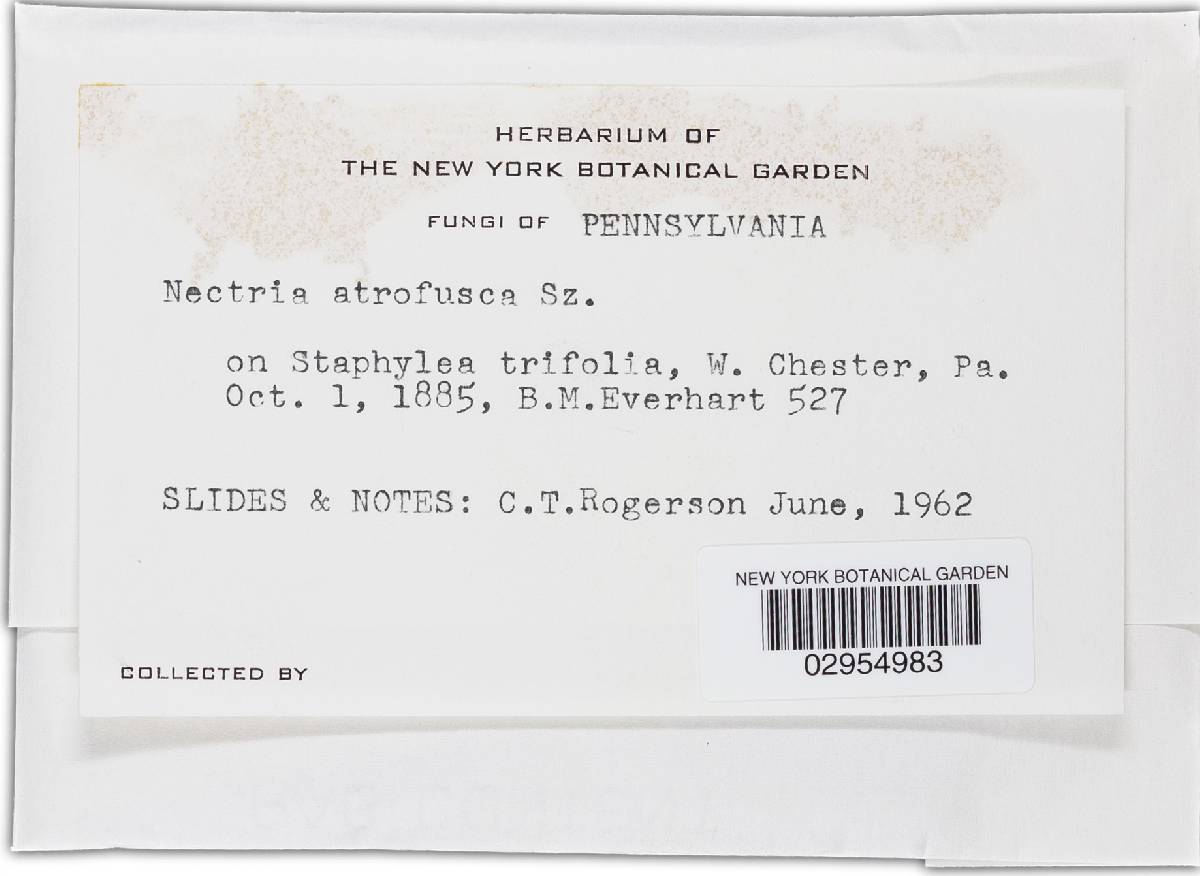 HERBARIUM OF
THE NEW YORK BOTANICAL GARDEN
FUNGI OF PENNSYLVANIA
Nectria atrofusca Sz.
on Staphylea trifolia, W. Chester, Pa.
Oct. 1, 1885, B.M.Everhart 527
SLIDES & NOTES: C.T.Rogerson June, 1962
NEW YORK BOTANICAL GARDEN
02954983
COLLECTED BY